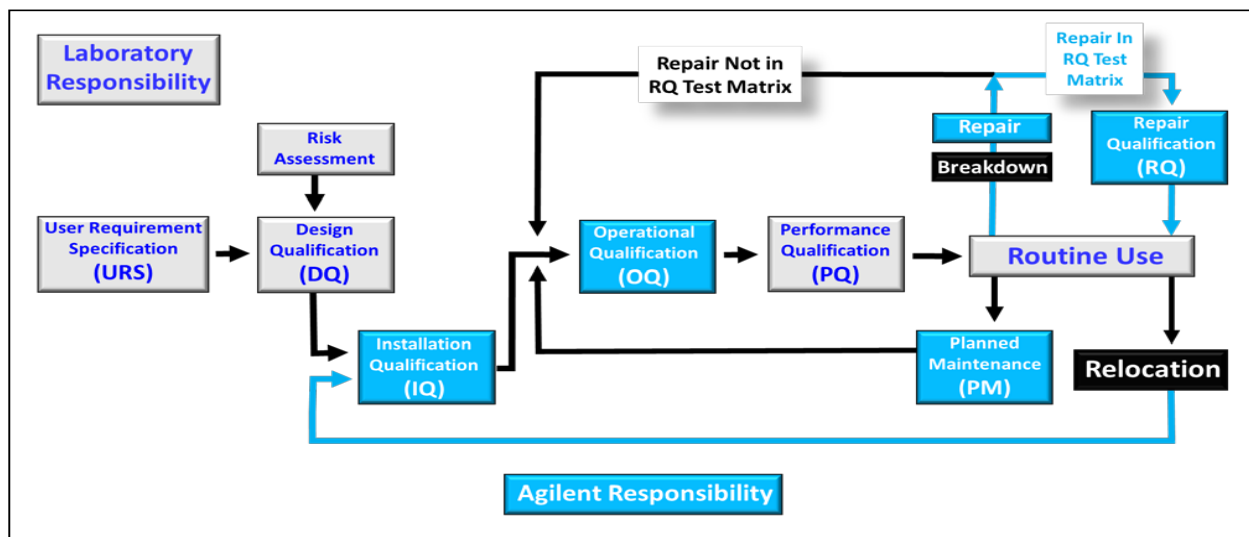 Laboratory
Responsibility
Repair Not in
RQ Test Matrix
Repair In
RQ Test
Matrix
Risk
Assessment
Repair
Breakdown
Repair
Qualification
(RQ)
User Requirement
Specification
(URS)
Design
Qualification
(DQ)
Operational
Qualification
(OQ)
Performance
Qualification
(PQ)
Routine Use
Installation
Qualification
(IQ)
Planned
Maintenance
(PM)
Relocation
Agilent Responsibility